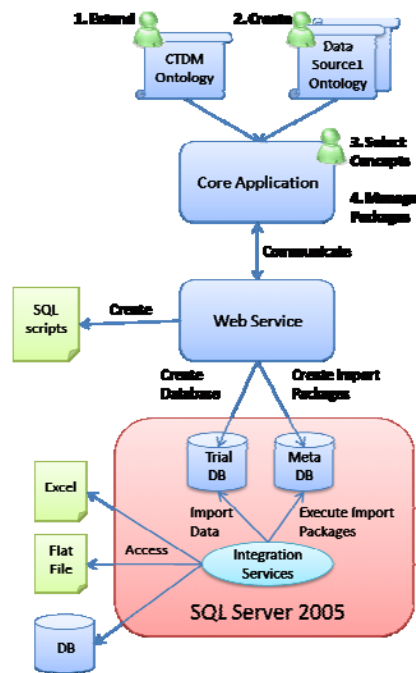 1. Extend
2. Create
CTDM
Ontology
Data
Source1
Ontology
3. Select
Concepts
Core Application
4. Manage
Packages
Communicate
SQL
scripts
Create
Web Service
Create
Database
Create Import
Packages
Trial
DB
Meta
DB
Excel
Import
Data
Execute Import
Packages
Flat
File
Access
Integration
Services
SQL Server 2005
DB